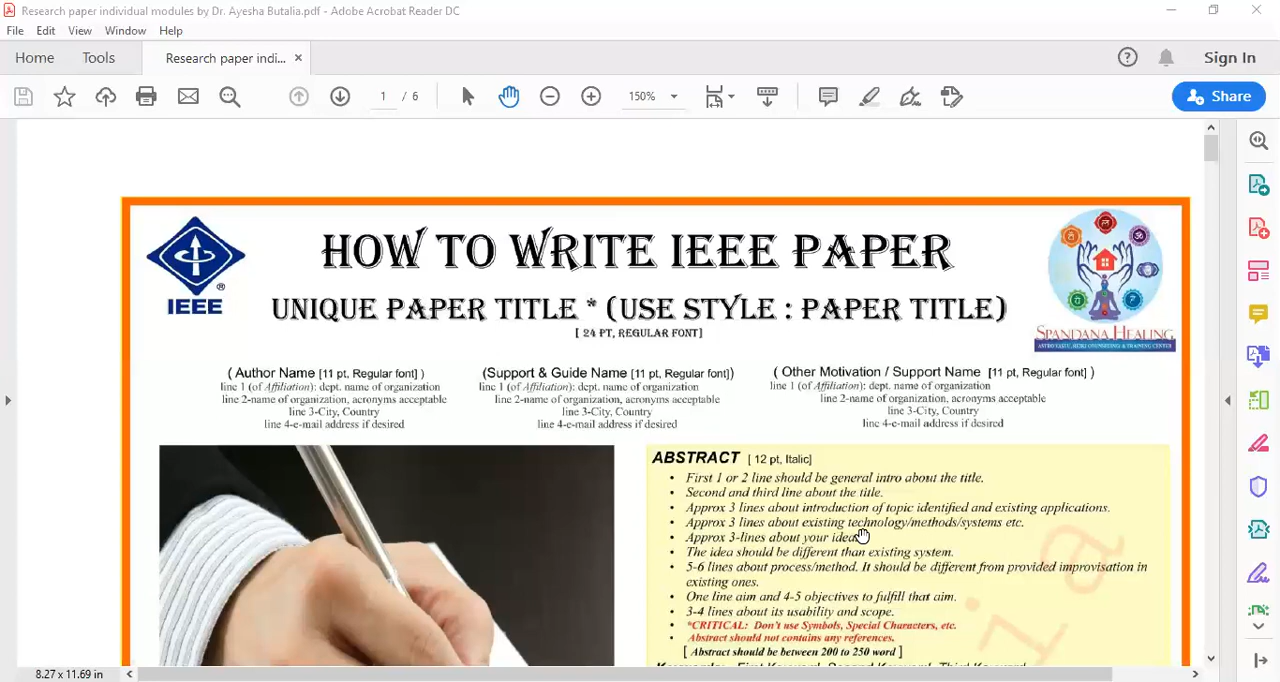 Research paper individual modules by Dr. Ayesha Butalia.pdf - Adobe Acrobat Reader DC
File Edit View Window Help
Home Tools Research paper indi... × Sign In
1 / 6 150% Share
IEEE
HOW TO WRITE IEEE PAPER
UNIQUE PAPER TITLE * (USE STYLE : PAPER TITLE)
[ 24 PT, REGULAR FONT]
SPANDANA HEALING
ASTRO VASTU, REIKI COUNSELING & TRAINING CENTER
( Author Name [11 pt, Regular font] )
line 1 (of Affiliation): dept. name of organization
line 2-name of organization, acronyms acceptable
line 3-City, Country
line 4-e-mail address if desired
(Support & Guide Name [11 pt, Regular font])
line 1 (of Affiliation): dept. name of organization
line 2-name of organization, acronyms acceptable
line 3-City, Country
line 4-e-mail address if desired
( Other Motivation / Support Name [11 pt, Regular font] )
line 1 (of Affiliation): dept. name of organization
line 2-name of organization, acronyms acceptable
line 3-City, Country
line 4-e-mail address if desired
ABSTRACT [ 12 pt, Italic]
• First 1 or 2 line should be general intro about the title.
• Second and third line about the title.
• Approx 3 lines about introduction of topic identified and existing applications.
• Approx 3 lines about existing technology/methods/systems etc.
• Approx 3-lines about your idea
• The idea should be different than existing system.
• 5-6 lines about process/method. It should be different from provided improvisation in
existing ones.
• One line aim and 4-5 objectives to fulfill that aim.
• 3-4 lines about its usability and scope.
• *CRITICAL: Don't use Symbols, Special Characters, etc.
• Abstract should not contains any references.
[ Abstract should be between 200 to 250 word ]
Keywords: First Keyword, Second Keyword, Third Keyword
8.27 x 11.69 in